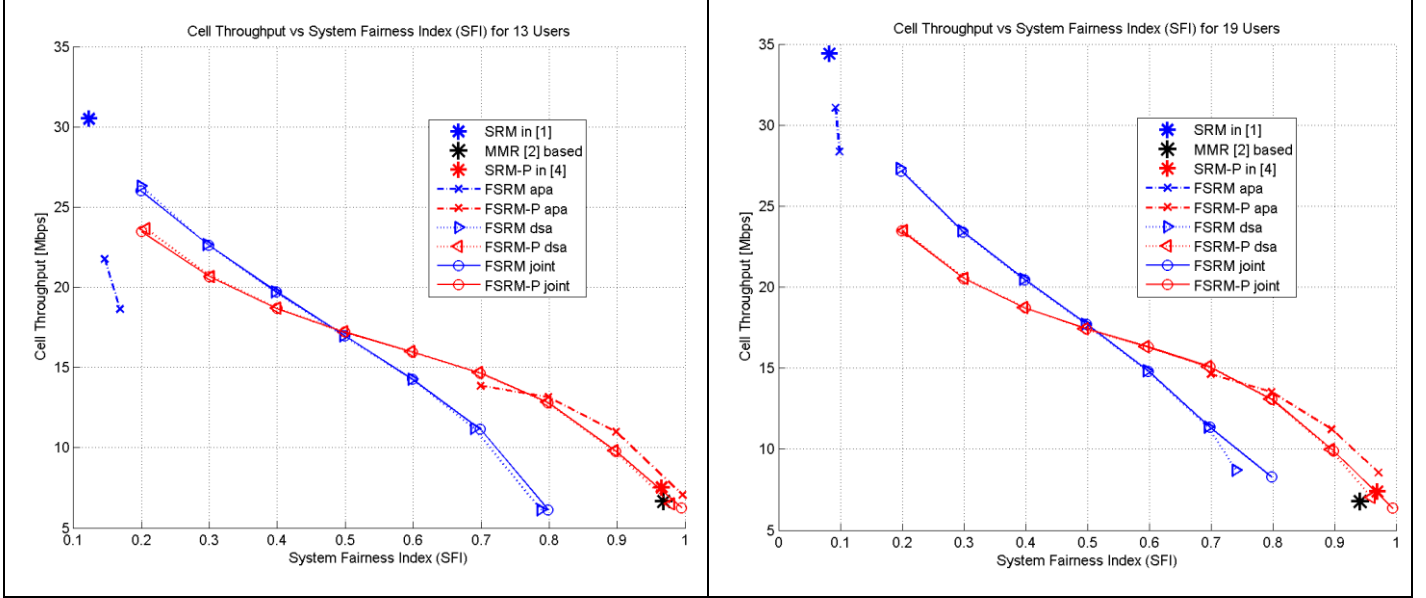 Cell Throughput vs System Fairness Index (SFI) for 13 Users
35
30
25
20
15
10
5
Cell Throughput [Mbps]
0.1 0.2 0.3 0.4 0.5 0.6 0.7 0.8 0.9 1
System Fairness Index (SFI)
SRM in [1]
MMR [2] based
SRM-P in [4]
FSRM apa
FSRM-P apa
FSRM dsa
FSRM-P dsa
FSRM joint
FSRM-P joint
Cell Throughput vs System Fairness Index (SFI) for 19 Users
35
30
25
20
15
10
5
Cell Throughput [Mbps]
0 0.1 0.2 0.3 0.4 0.5 0.6 0.7 0.8 0.9 1
System Fairness Index (SFI)
SRM in [1]
MMR [2] based
SRM-P in [4]
FSRM apa
FSRM-P apa
FSRM dsa
FSRM-P dsa
FSRM joint
FSRM-P joint